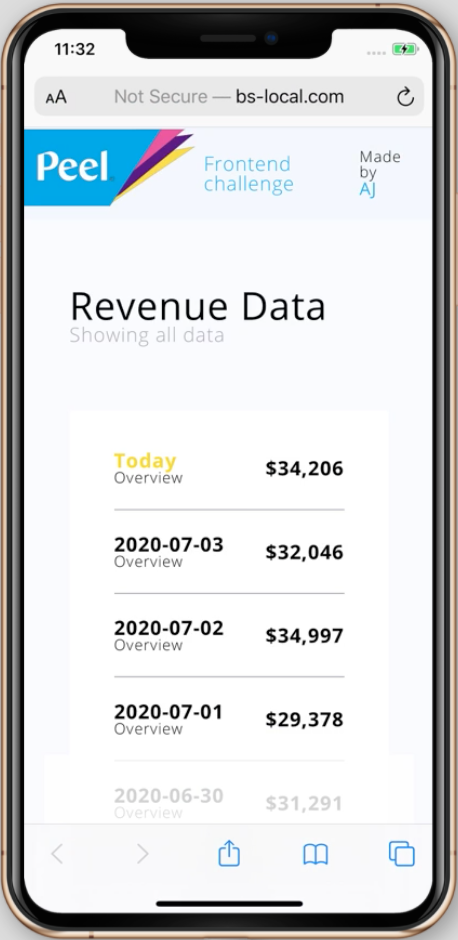 11:32
AA Not Secure — bs-local.com
Peel
Frontend
challenge
Made
by
AJ
Revenue Data
Showing all data
Today
Overview
$34,206
2020-07-03
Overview
$32,046
2020-07-02
Overview
$34,997
2020-07-01
Overview
$29,378
2020-06-30
Overview
$31,291